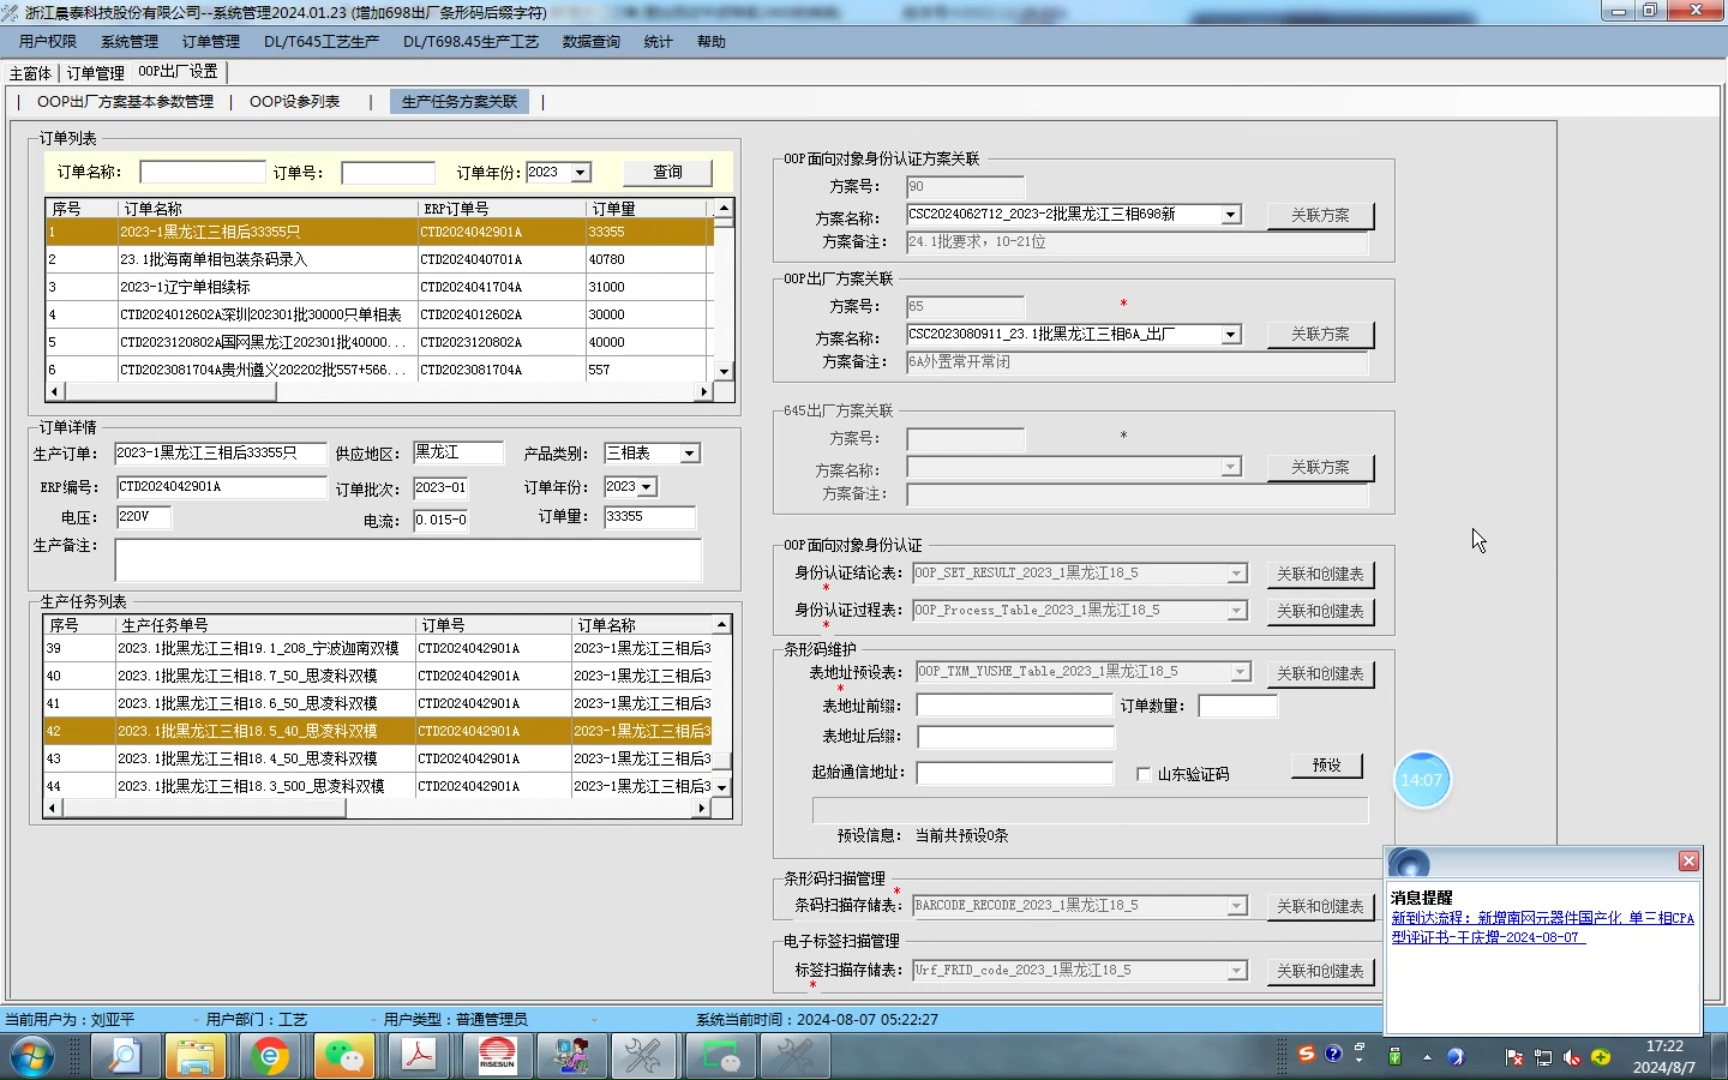 浙江晨泰科技股份有限公司--系统管理2024.01.23 (增加698出厂条形码后缀字符)
用户权限 系统管理 订单管理 DL/T645工艺生产 DL/T698.45生产工艺 数据查询 统计 帮助
主窗体 订单管理 OOP出厂设置
OOP出厂方案基本参数管理 OOP设参列表 生产任务方案关联
订单列表
订单名称: 订单号: 订单年份: 2023 查询
序号 订单名称 ERP订单号 订单量
1 2023-1黑龙江三相后33355只 CTD2024042901A 33355
2 23.1批海南单相包装条码录入 CTD2024040701A 40780
3 2023-1辽宁单相续标 CTD2024041704A 31000
4 CTD2024012602A深圳202301批30000只单相表 CTD2024012602A 30000
5 CTD2023120802A国网黑龙江202301批40000... CTD2023120802A 40000
6 CTD2023081704A贵州遵义202202批557+566... CTD2023081704A 557
订单详情
生产订单: 2023-1黑龙江三相后33355只 供应地区: 黑龙江 产品类别: 三相表
ERP编号: CTD2024042901A 订单批次: 2023-01 订单年份: 2023
电压: 220V 电流: 0.015-0 订单量: 33355
生产备注:
生产任务列表
序号 生产任务单号 订单号 订单名称
39 2023.1批黑龙江三相19.1_208_宁波迦南双模 CTD2024042901A 2023-1黑龙江三相后3
40 2023.1批黑龙江三相18.7_50_思凌科双模 CTD2024042901A 2023-1黑龙江三相后3
41 2023.1批黑龙江三相18.6_50_思凌科双模 CTD2024042901A 2023-1黑龙江三相后3
42 2023.1批黑龙江三相18.5_40_思凌科双模 CTD2024042901A 2023-1黑龙江三相后3
43 2023.1批黑龙江三相18.4_50_思凌科双模 CTD2024042901A 2023-1黑龙江三相后3
44 2023.1批黑龙江三相18.3_500_思凌科双模 CTD2024042901A 2023-1黑龙江三相后3
OOP面向对象身份认证方案关联
方案号: 90
方案名称: CSC2024062712_2023-2批黑龙江三相698新 关联方案
方案备注: 24.1批要求，10-21位
OOP出厂方案关联
方案号: 65 *
方案名称: CSC2023080911_23.1批黑龙江三相6A_出厂 关联方案
方案备注: 6A外置常开常闭
645出厂方案关联
方案号: *
方案名称: 关联方案
方案备注:
OOP面向对象身份认证
身份认证结论表: OOP_SET_RESULT_2023_1黑龙江18_5 关联和创建表
*
身份认证过程表: OOP_Process_Table_2023_1黑龙江18_5 关联和创建表
*
条形码维护
表地址预设表: OOP_TXM_YUSHE_Table_2023_1黑龙江18_5 关联和创建表
*
表地址前缀: 订单数量:
表地址后缀:
起始通信地址: 山东验证码 预设
预设信息: 当前共预设0条
条形码扫描管理
*
条码扫描存储表: BARCODE_RECODE_2023_1黑龙江18_5 关联和创建表
电子标签扫描管理
标签扫描存储表: Urf_FRID_code_2023_1黑龙江18_5 关联和创建表
*
14:07
消息提醒
新到达流程: 新增南网元器件国产化 单三相CPA
型评证书-王庆增-2024-08-07
当前用户为：刘亚平 用户部门：工艺 用户类型：普通管理员 系统当前时间：2024-08-07 05:22:27
RISESUN
17:22
2024/8/7